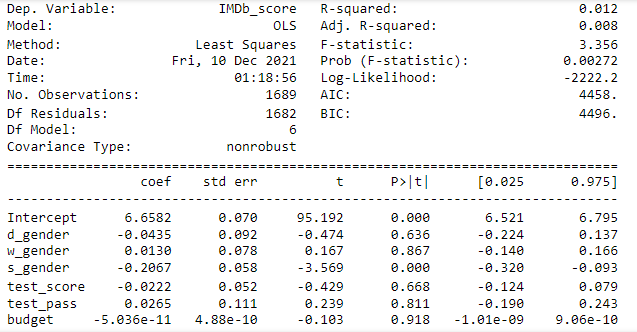 Dep. Variable: IMDb_score R-squared: 0.012
Model: OLS Adj. R-squared: 0.008
Method: Least Squares F-statistic: 3.356
Date: Fri, 10 Dec 2021 Prob (F-statistic): 0.00272
Time: 01:18:56 Log-Likelihood: -2222.2
No. Observations: 1689 AIC: 4458.
Df Residuals: 1682 BIC: 4496.
Df Model: 6
Covariance Type: nonrobust
coef std err t P>|t| [0.025 0.975]
Intercept 6.6582 0.070 95.192 0.000 6.521 6.795
d_gender -0.0435 0.092 -0.474 0.636 -0.224 0.137
w_gender 0.0130 0.078 0.167 0.867 -0.140 0.166
s_gender -0.2067 0.058 -3.569 0.000 -0.320 -0.093
test_score -0.0222 0.052 -0.429 0.668 -0.124 0.079
test_pass 0.0265 0.111 0.239 0.811 -0.190 0.243
budget -5.036e-11 4.88e-10 -0.103 0.918 -1.01e-09 9.06e-10